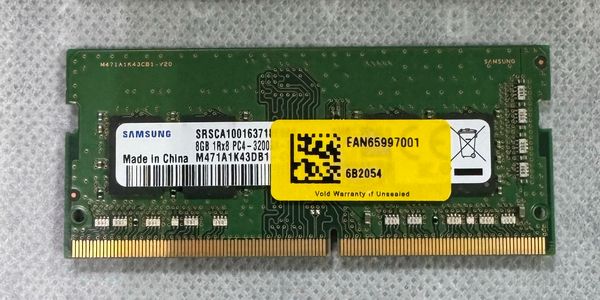 M471A1K43CB1-V20
SAMSUNG
SAMSUNG
SRSCA10016371
8GB 1Rx8 PC4-3200
Made in China
M471A1K43DB1
EAN65997001
6B2054
Void Warranty if Unsealed